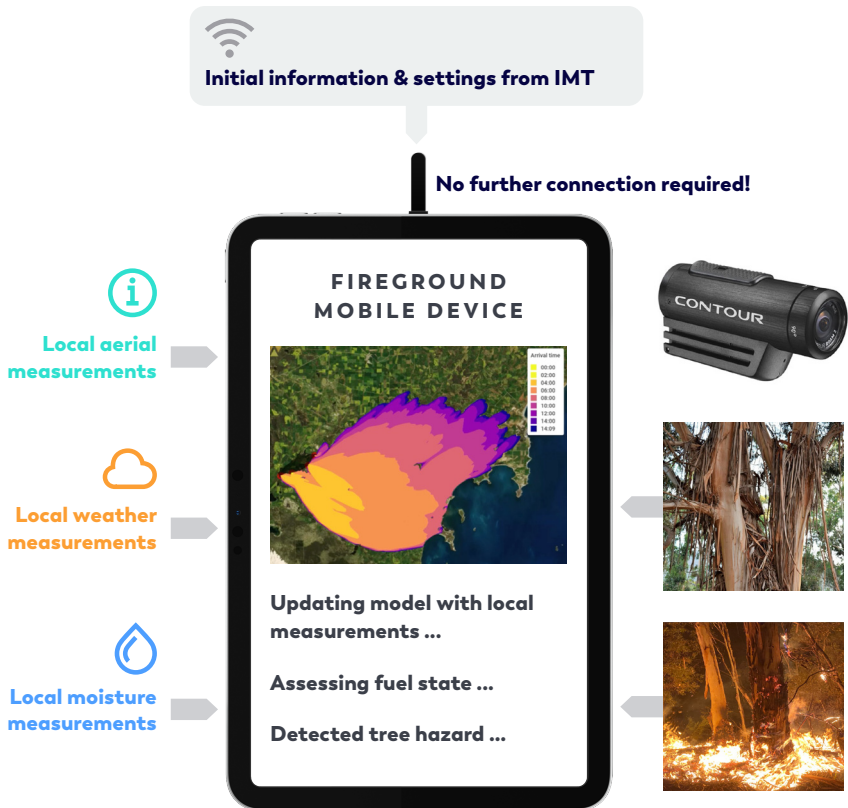 Initial information & settings from IMT
No further connection required!
FIREGROUND
MOBILE DEVICE
CONTOUR
Local aerial
measurements
Arrival time
00:00
02:00
04:00
06:00
08:00
10:00
12:00
14:00
14:09
Local weather
measurements
Updating model with local
measurements ...
Assessing fuel state ...
Local moisture
measurements
Detected tree hazard ...